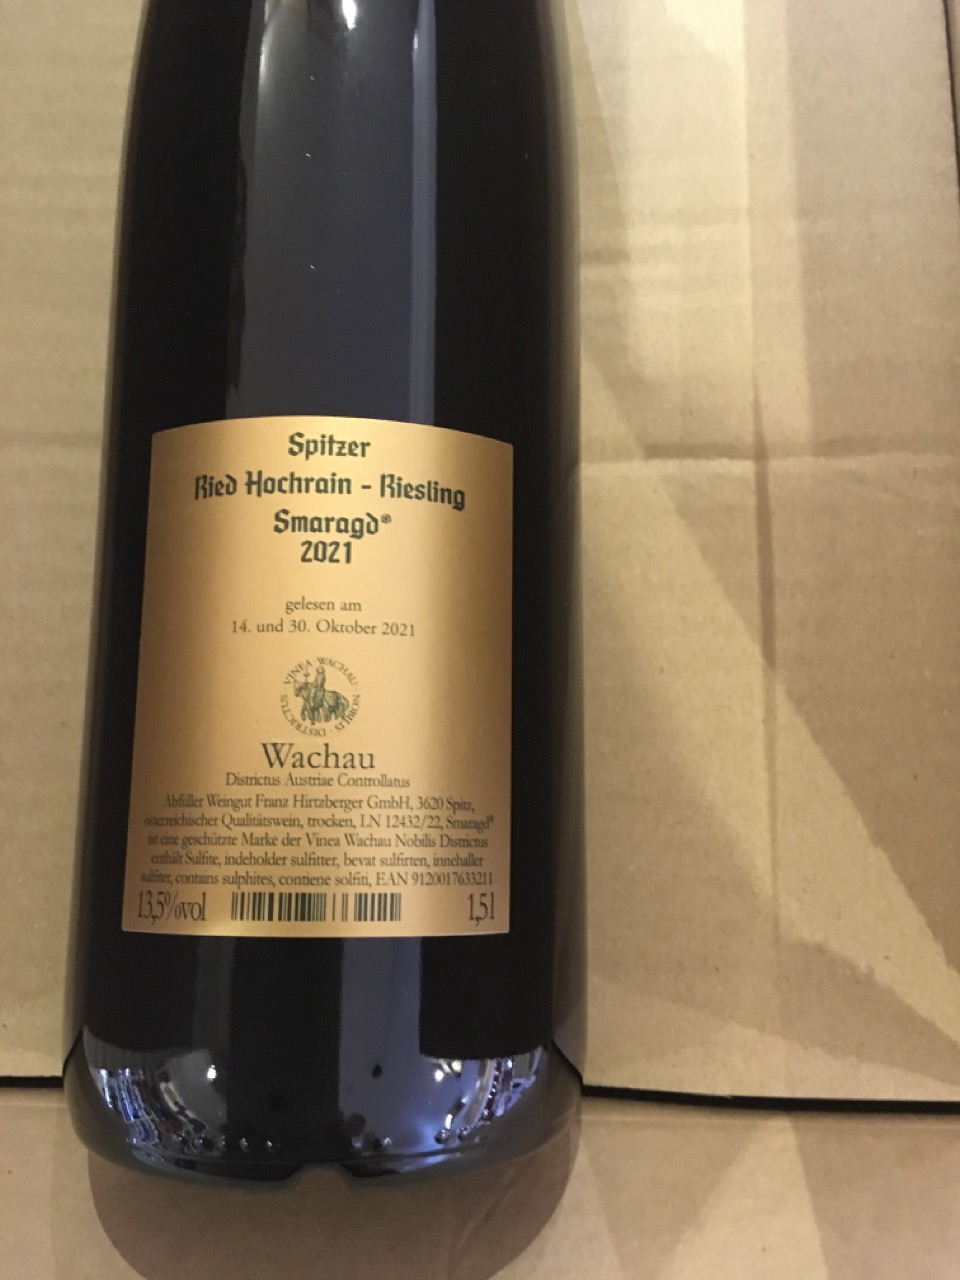 Spitzer
Ried Hochrain - Riesling
Smaragd®
2021
gelesen am
14. und 30. Oktober 2021
VINEA WACHAU · NOBILIS · DISTRICTUS ·
Wachau
Districtus Austriae Controllatus
Abfüller Weingut Franz Hirtzberger GmbH, 3620 Spitz,
österreichischer Qualitätswein, trocken, LN 12432/22, Smaragd®
ist eine geschützte Marke der Vinea Wachau Nobilis Districtus
enthält Sulfite, indeholder sulfitter, bevat sulfirten, innehaller
sulfiter, contains sulphites, contiene solfiti, EAN 9120017633211
13,5%vol
1,5l